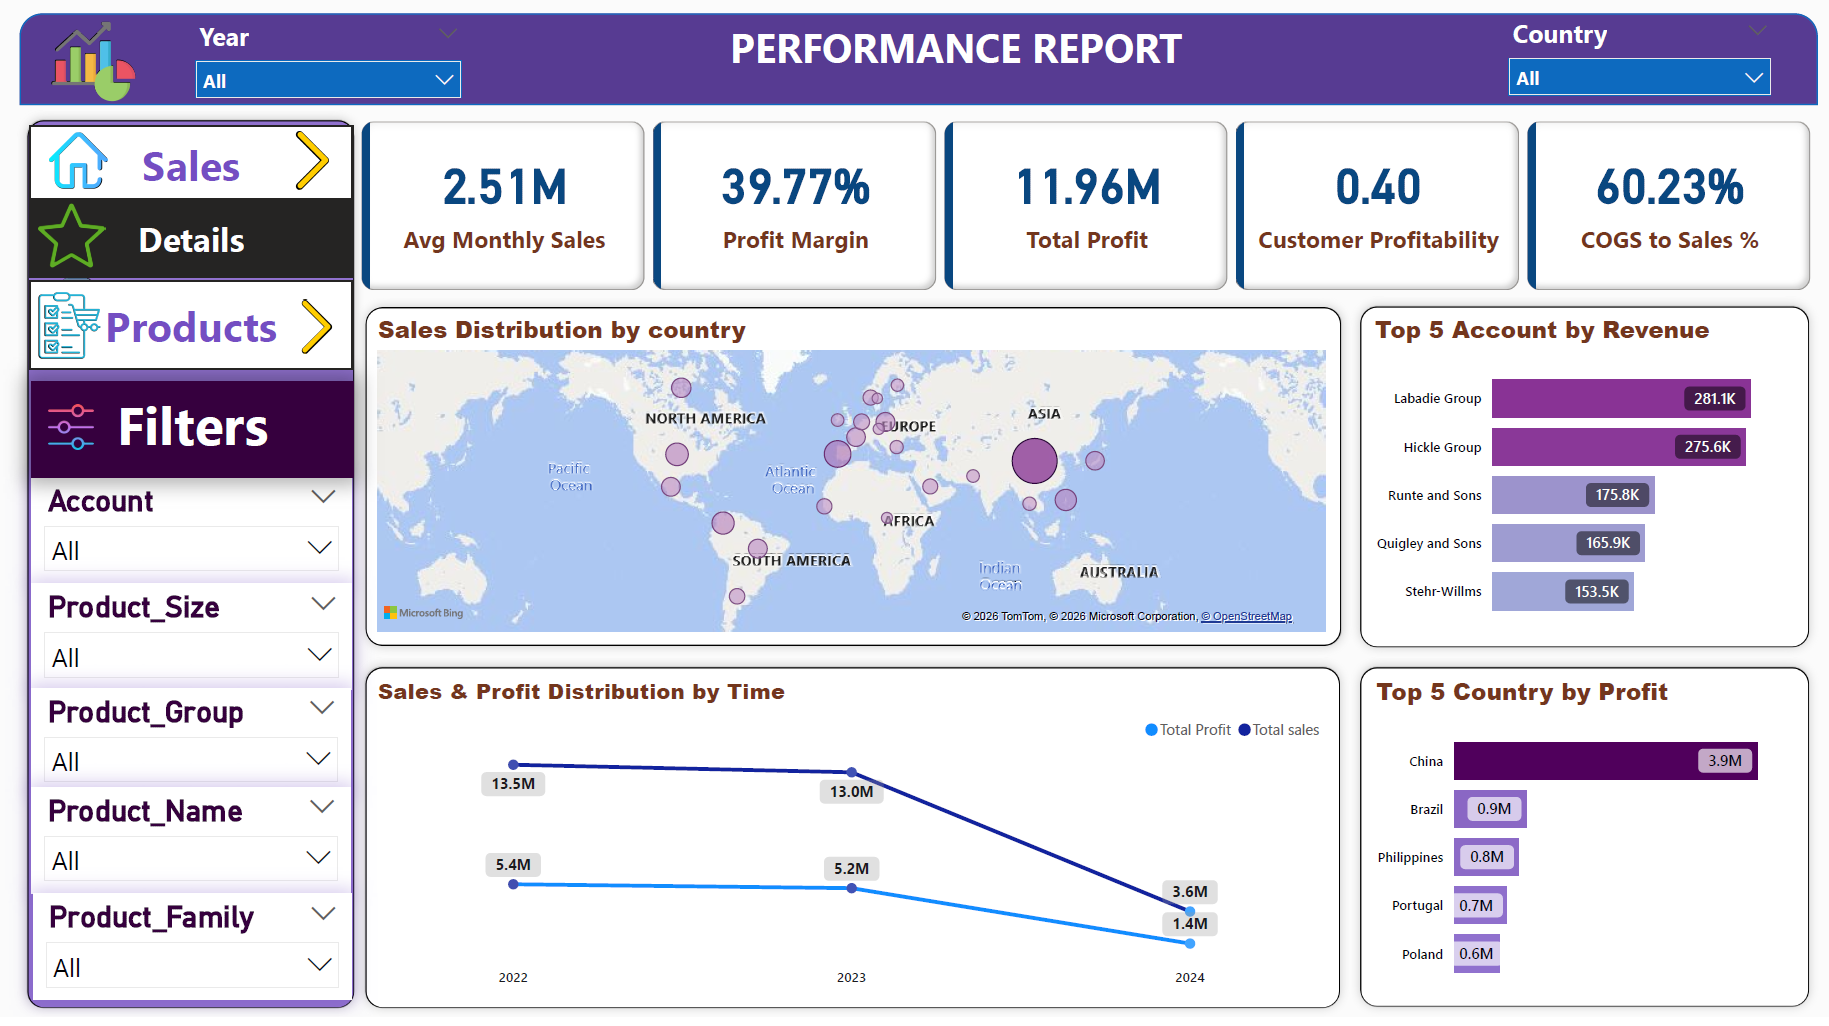 Year
All
PERFORMANCE REPORT
Country
All
Sales
Details
Products
Filters
Account
All
Product_Size
All
Product_Group
All
Product_Name
All
Product_Family
All
2.51M
Avg Monthly Sales
39.77%
Profit Margin
11.96M
Total Profit
0.40
Customer Profitability
60.23%
COGS to Sales %
Sales Distribution by country
NORTH AMERICA
EUROPE
ASIA
Pacific
Ocean
Atlantic
Ocean
AFRICA
SOUTH AMERICA
Indian
Ocean
AUSTRALIA
Microsoft Bing
© 2026 TomTom, © 2026 Microsoft Corporation, © OpenStreetMap
Top 5 Account by Revenue
Labadie Group 281.1K
Hickle Group 275.6K
Runte and Sons 175.8K
Quigley and Sons 165.9K
Stehr-Willms 153.5K
Sales & Profit Distribution by Time
Total Profit Total sales
13.5M
13.0M
5.4M
5.2M
3.6M
1.4M
2022 2023 2024
Top 5 Country by Profit
China 3.9M
Brazil 0.9M
Philippines 0.8M
Portugal 0.7M
Poland 0.6M